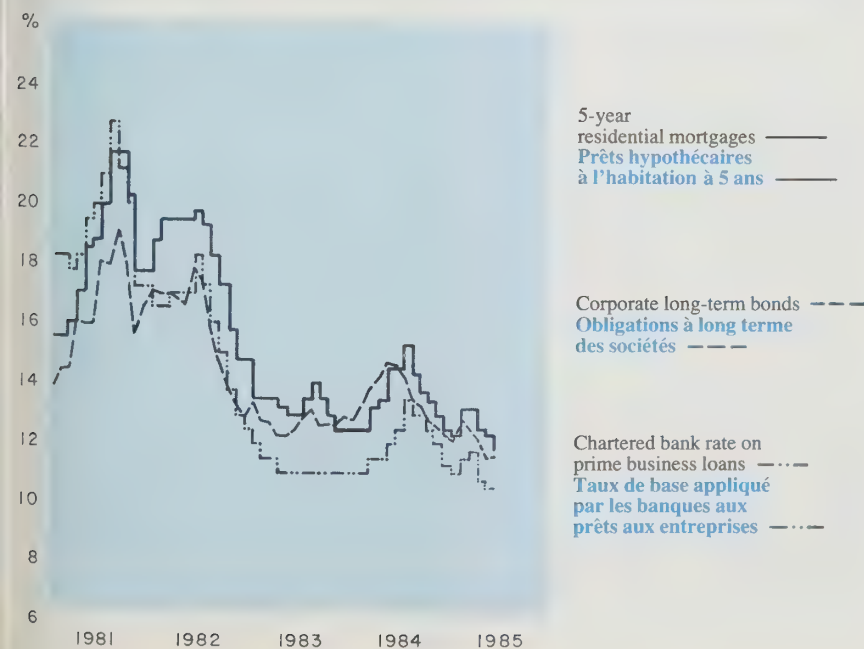 %
24
22
20
18
16
14
12
10
8
6
1981 1982 1983 1984 1985
5-year
residential mortgages
Prêts hypothécaires
à l'habitation à 5 ans
Corporate long-term bonds
Obligations à long terme
des sociétés
Chartered bank rate on
prime business loans
Taux de base appliqué
par les banques aux
prêts aux entreprises